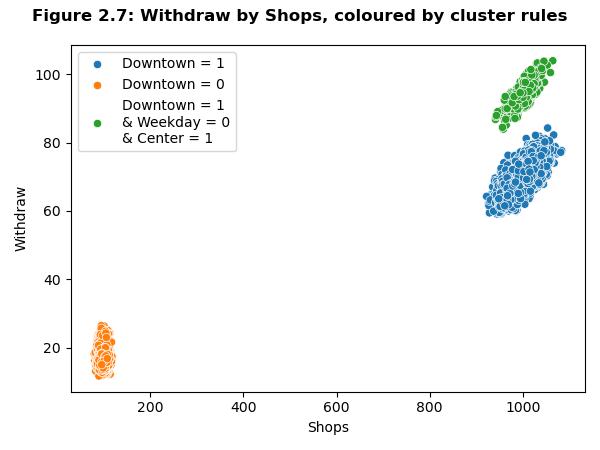 Figure 2.7: Withdraw by Shops, coloured by cluster rules
Downtown = 1
Downtown = 0
Downtown = 1
& Weekday = 0
& Center = 1
100
80
60
40
20
Withdraw
200
400
600
800
1000
Shops